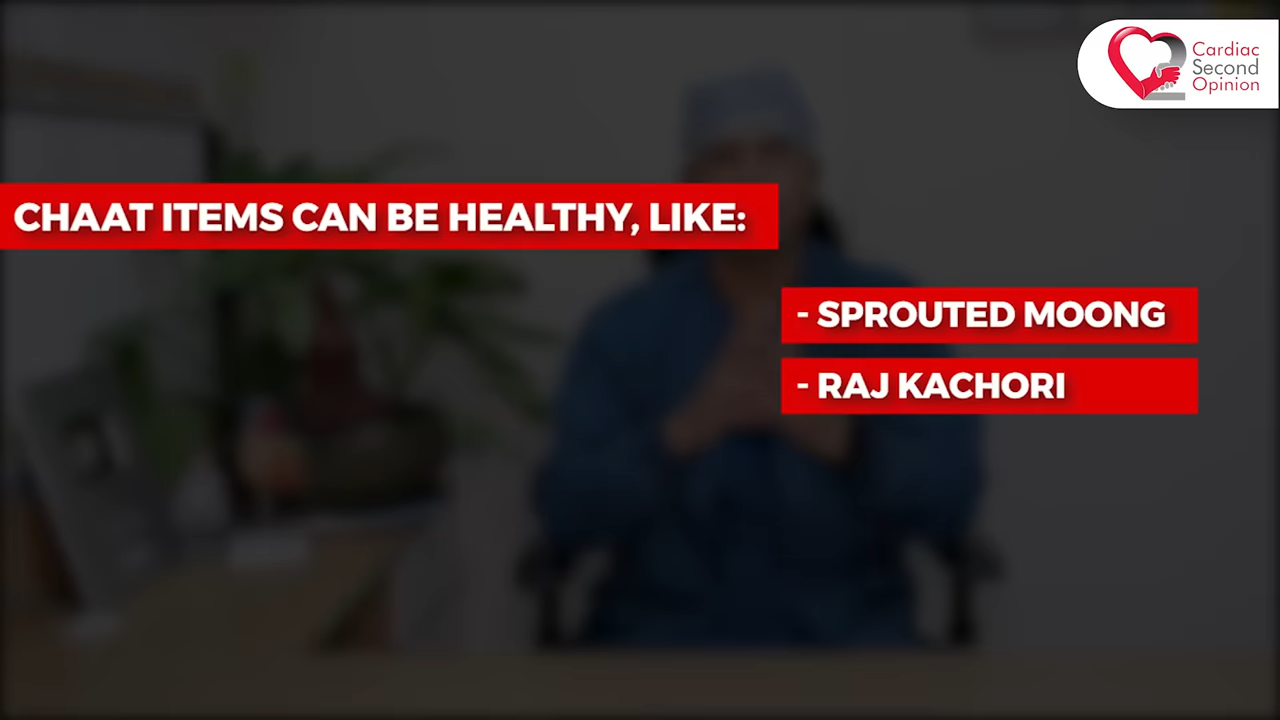 Cardiac
Second
Opinion
CHAAT ITEMS CAN BE HEALTHY, LIKE:
- SPROUTED MOONG
- RAJ KACHORI